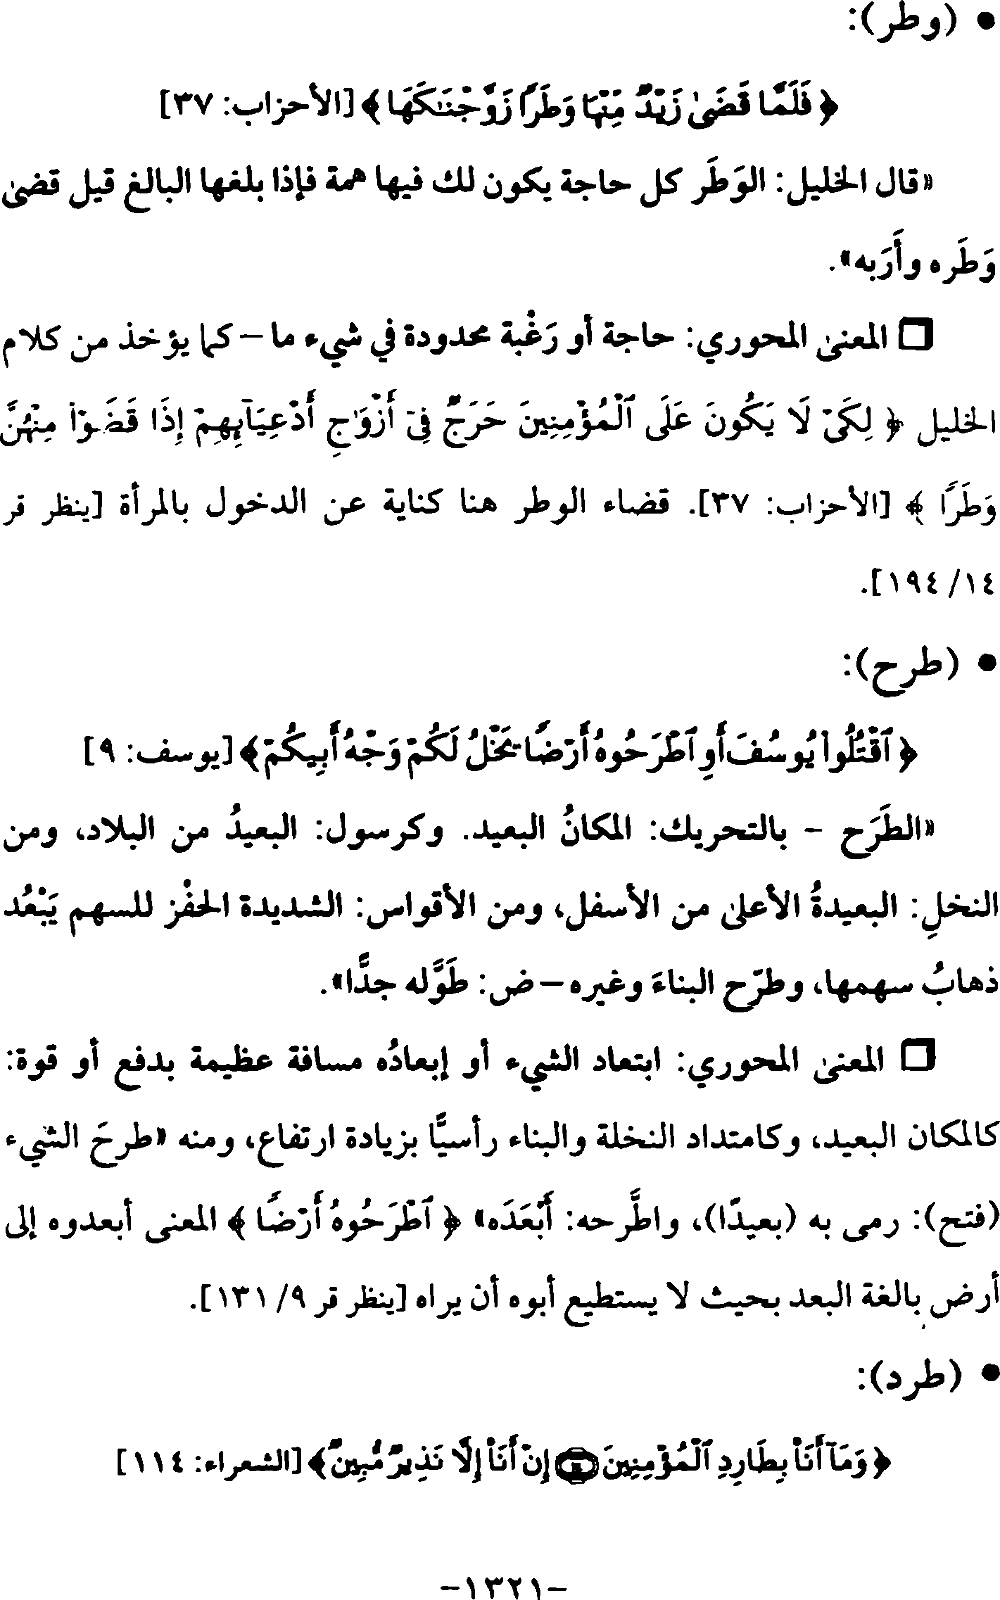 • (وطر):
﴿ فَلَمَّا قَضَىٰ زَيْدٌ مِّنْهَا وَطَرًا زَوَّجْنَـٰكَهَا ﴾ [الأحزاب: ٣٧]
«قال الخليل: الوَطَر كل حاجة يكون لك فيها همة فإذا بلغها البالغ قيل قضى
وَطَره وأَرَبه».
❒ المعنى المحوري: حاجة أو رَغْبة محدودة في شيء ما – كما يؤخذ من كلام
الخليل ﴿ لِكَىْ لَا يَكُونَ عَلَى ٱلْمُؤْمِنِينَ حَرَجٌ فِىٓ أَزْوَٰجِ أَدْعِيَآئِهِمْ إِذَا قَضَوْا۟ مِنْهُنَّ
وَطَرًا ﴾ [الأحزاب: ٣٧]. قضاء الوطر هنا كناية عن الدخول بالمرأة [ينظر قر
١٤/ ١٩٤].
• (طرح):
﴿ ٱقْتُلُوا۟ يُوسُفَ أَوِ ٱطْرَحُوهُ أَرْضًا يَخْلُ لَكُمْ وَجْهُ أَبِيكُمْ ﴾ [يوسف: ٩]
«الطَرَح – بالتحريك: المكانُ البعيد. وكرسول: البعيدُ من البلاد، ومن
النخلِ: البعيدةُ الأعلى من الأسفل، ومن الأقواس: الشديدة الحفْز للسهم يَبْعُد
ذهابُ سهمها، وطرّح البناءَ وغيره – ض: طَوَّله جدًّا».
❒ المعنى المحوري: ابتعاد الشيء أو إبعادُه مسافة عظيمة بدفع أو قوة:
كالمكان البعيد، وكامتداد النخلة والبناء رأسيًّا بزيادة ارتفاع، ومنه «طرحَ الشيء
(فتح): رمى به (بعيدًا)، واطَّرحه: أَبْعَدَه» ﴿ ٱطْرَحُوهُ أَرْضًا ﴾ المعنى أبعدوه إلى
أرض بالغة البعد بحيث لا يستطيع أبوه أن يراه [ينظر قر ٩/ ١٣١].
• (طرد):
﴿ وَمَآ أَنَا۠ بِطَارِدِ ٱلْمُؤْمِنِينَ إِنْ أَنَا۠ إِلَّا نَذِيرٌ مُّبِينٌ ﴾ [الشعراء: ١١٤]
–١٣٢١–